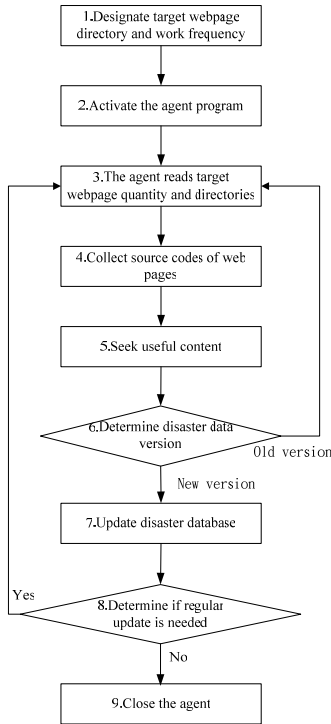 1.Designate target webpage
directory and work frequency
2.Activate the agent program
3.The agent reads target
webpage quantity and directories
4.Collect source codes of web
pages
5.Seek useful content
6.Determine disaster data
version
Old version
New version
7.Update disaster database
Yes
8.Determine if regular
update is needed
No
9.Close the agent